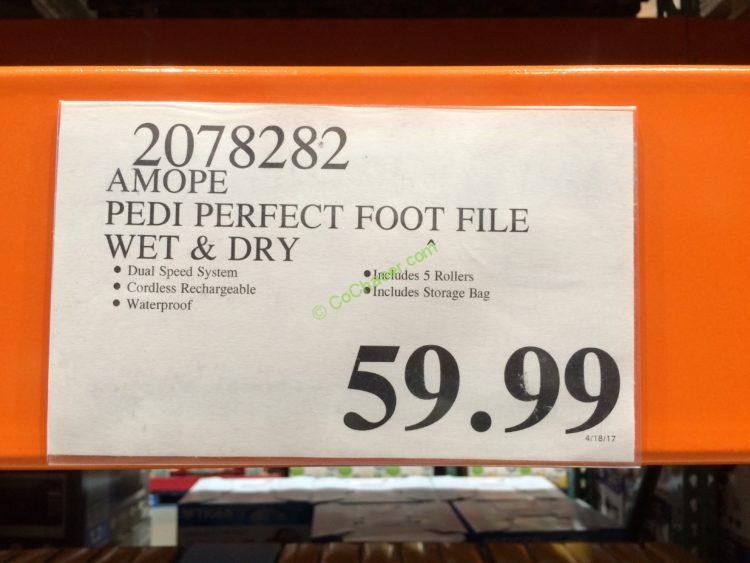 2078282
AMOPE
PEDI PERFECT FOOT FILE
WET & DRY
• Dual Speed System
• Cordless Rechargeable
• Waterproof
• Includes 5 Rollers
• Includes Storage Bag
© CoChaser.com
59.99
4/18/17